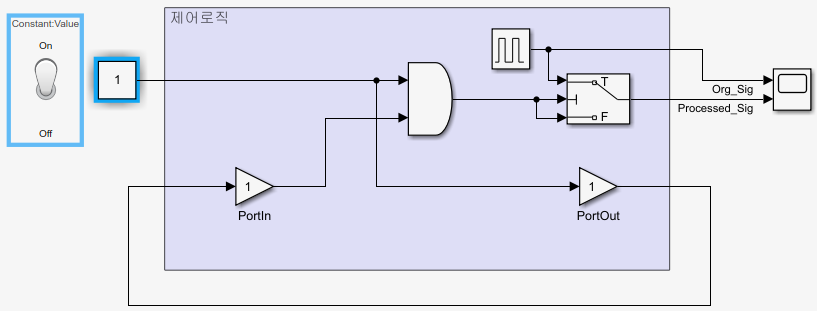 Constant:Value
On
Off
1
제어로직
T
F
Org_Sig
Processed_Sig
1
PortIn
1
PortOut